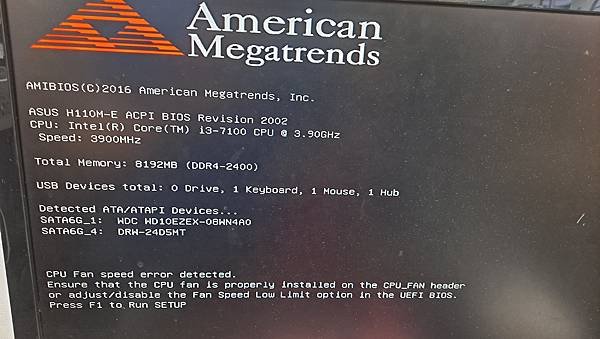 American
Megatrends
AMIBIOS(C)2016 American Megatrends, Inc.
ASUS H110M-E ACPI BIOS Revision 2002
CPU: Intel(R) Core(TM) i3-7100 CPU @ 3.90GHz
Speed: 3900MHz
Total Memory: 8192MB (DDR4-2400)
USB Devices total: 0 Drive, 1 Keyboard, 1 Mouse, 1 Hub
Detected ATA/ATAPI Devices...
SATA6G_1: WDC WD10EZEX-08WN4A0
SATA6G_4: DRW-24D5MT
CPU Fan speed error detected.
Ensure that the CPU fan is properly installed on the CPU_FAN header
or adjust/disable the Fan Speed Low Limit option in the UEFI BIOS.
Press F1 to Run SETUP